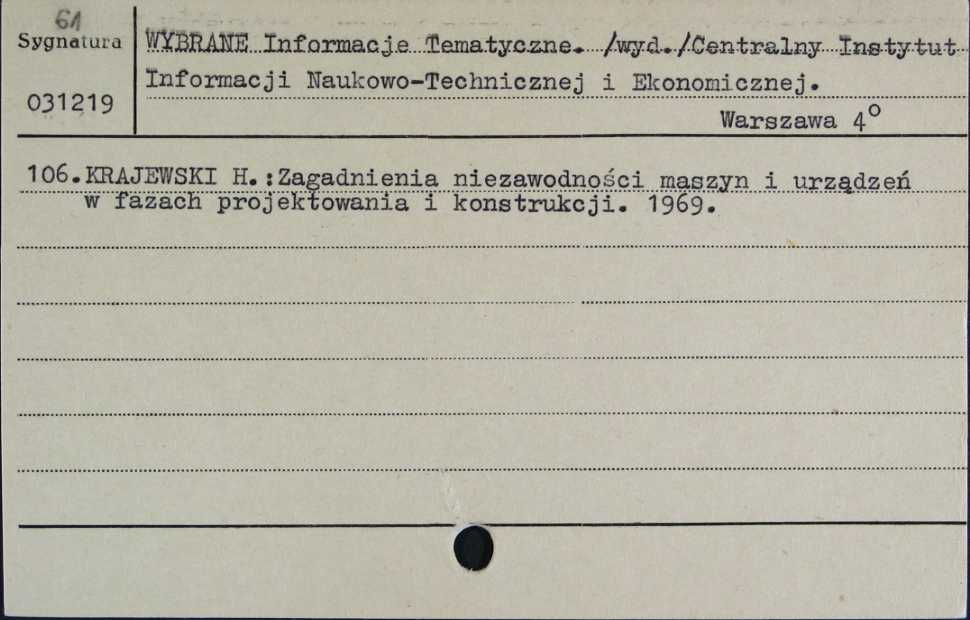 61
Sygnatura
031219
WYBRANE Informacje Tematyczne. /wyd./Centralny Instytut
Informacji Naukowo-Technicznej i Ekonomicznej.
Warszawa 4°
106.KRAJEWSKI H.:Zagadnienia niezawodności maszyn i urządzeń
w fazach projektowania i konstrukcji. 1969.